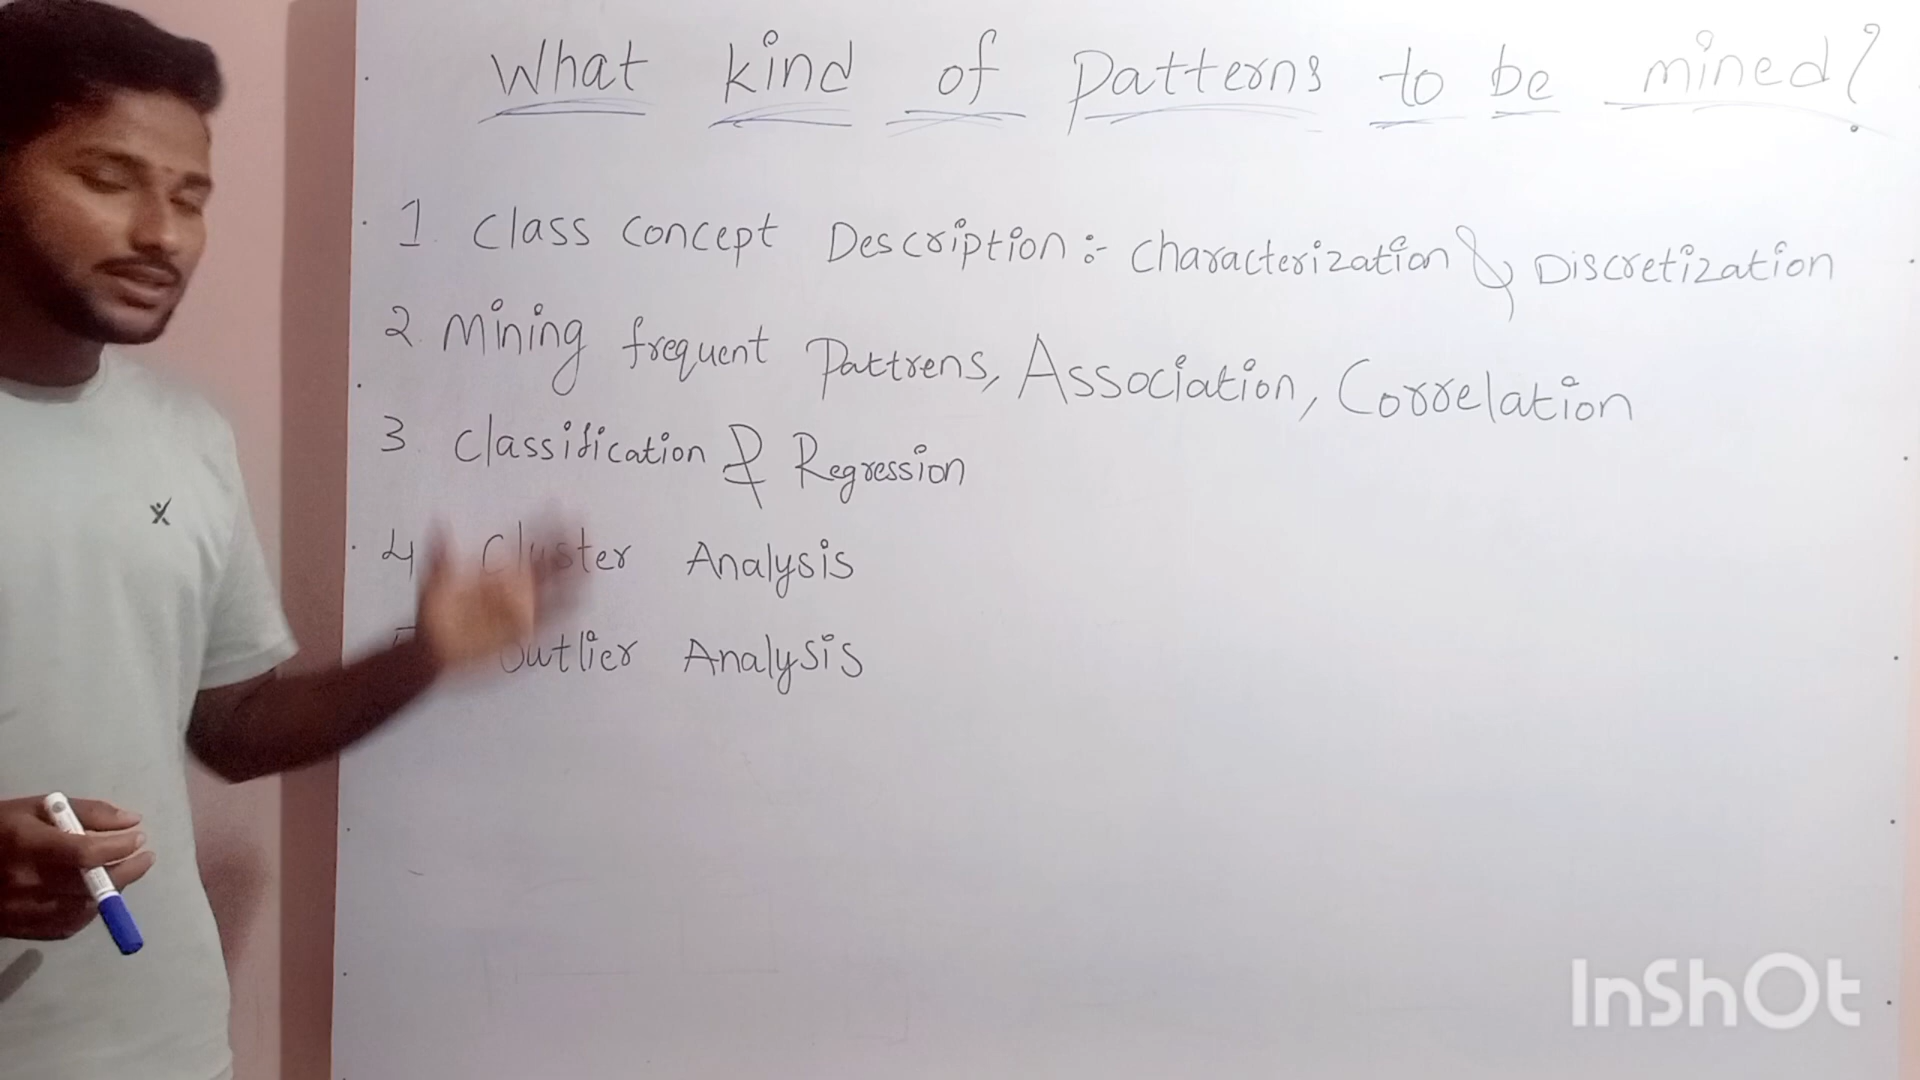 What kind of patterns to be mined?
1. Class Concept Description :- Characterization & Discretization
2. Mining frequent Pattrens, Association, Correlation
3. Classification & Regression
4. Cluster Analysis
Outlier Analysis
InShOt